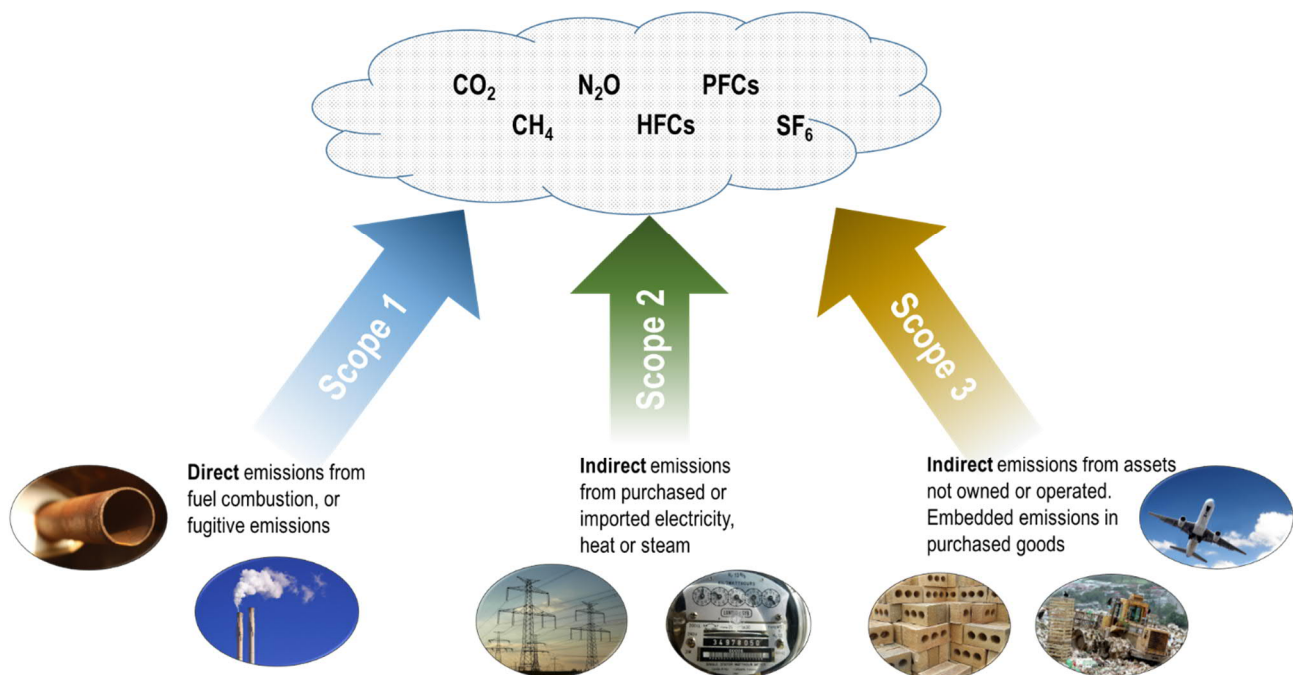 CO₂ N₂O PFCs
CH₄ HFCs SF₆
Scope 1
Scope 2
Scope 3
Direct emissions from
fuel combustion, or
fugitive emissions
Indirect emissions
from purchased or
imported electricity,
heat or steam
Indirect emissions from assets
not owned or operated.
Embedded emissions in
purchased goods